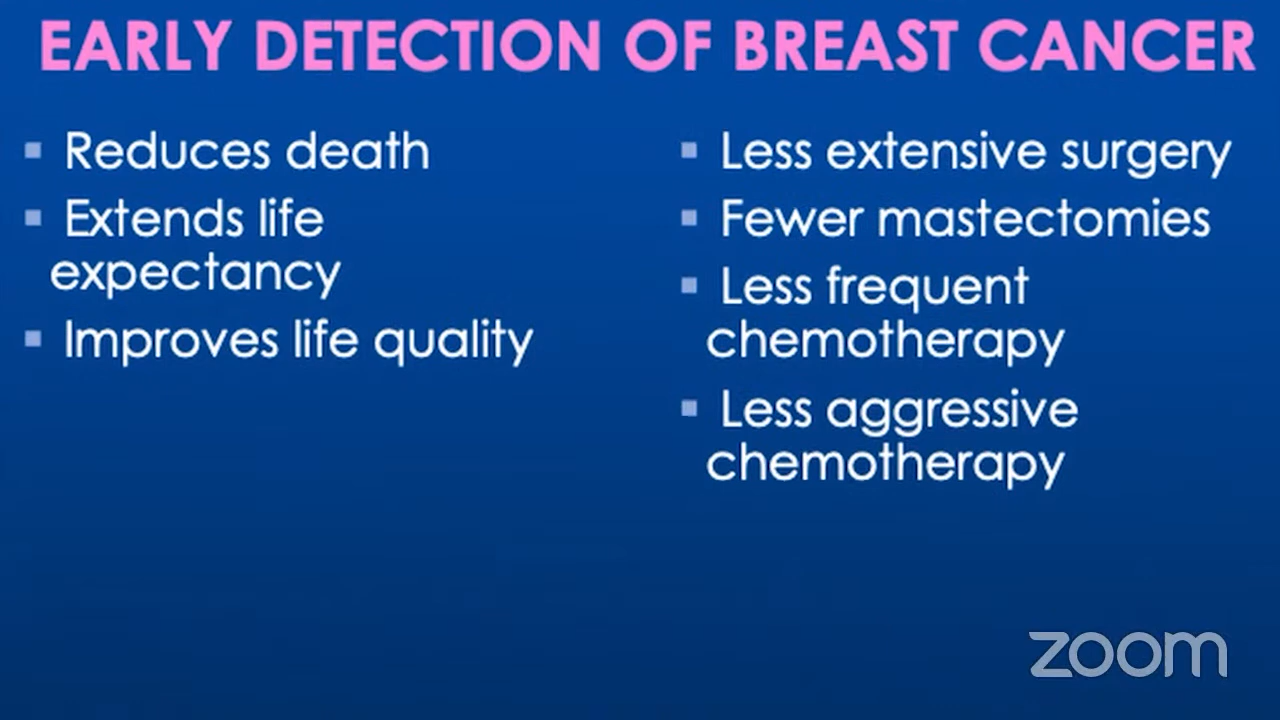 EARLY DETECTION OF BREAST CANCER
Reduces death
Extends life
expectancy
Improves life quality
Less extensive surgery
Fewer mastectomies
Less frequent
chemotherapy
Less aggressive
chemotherapy
zoom